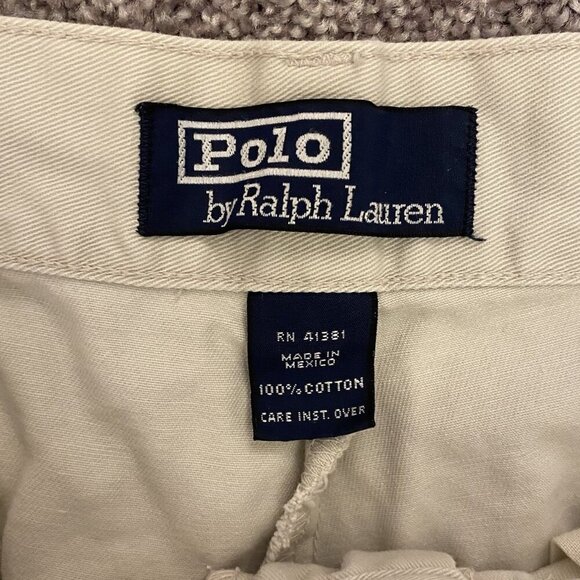 Polo
by Ralph Lauren
RN 41381
MADE IN
MEXICO
100% COTTON
CARE INST. OVER